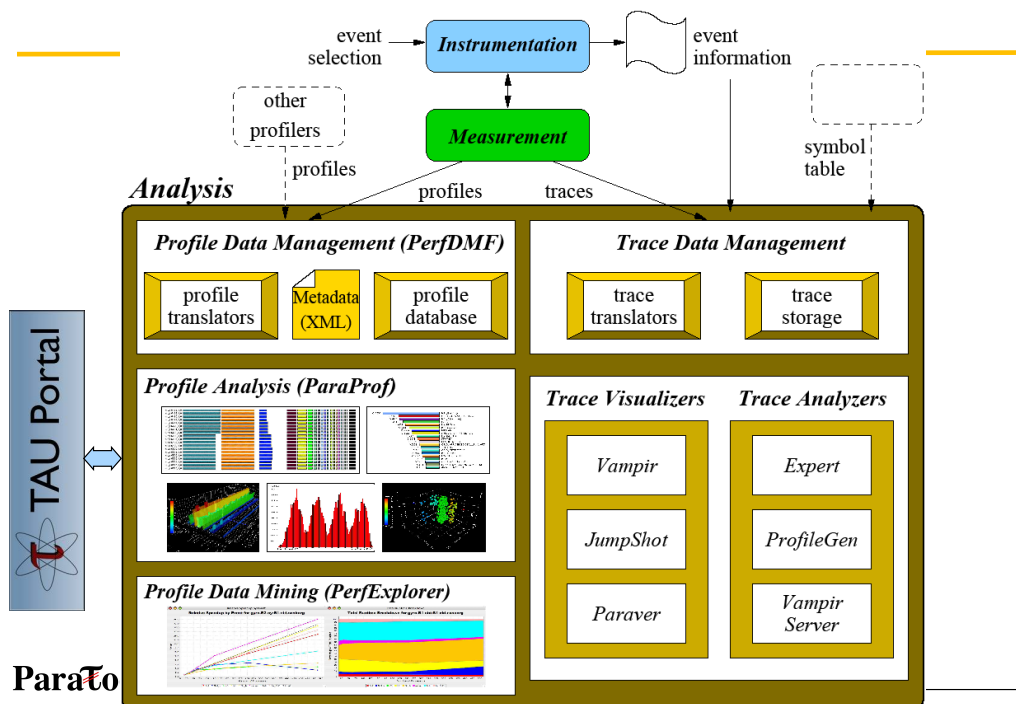 event
selection
Instrumentation
event
information
other
profilers
Measurement
symbol
table
profiles
profiles
traces
Analysis
Profile Data Management (PerfDMF)
profile
translators
Metadata
(XML)
profile
database
Trace Data Management
trace
translators
trace
storage
TAU Portal
Profile Analysis (ParaProf)
Trace Visualizers
Vampir
JumpShot
Paraver
Trace Analyzers
Expert
ProfileGen
Vampir
Server
Profile Data Mining (PerfExplorer)
ParaTo